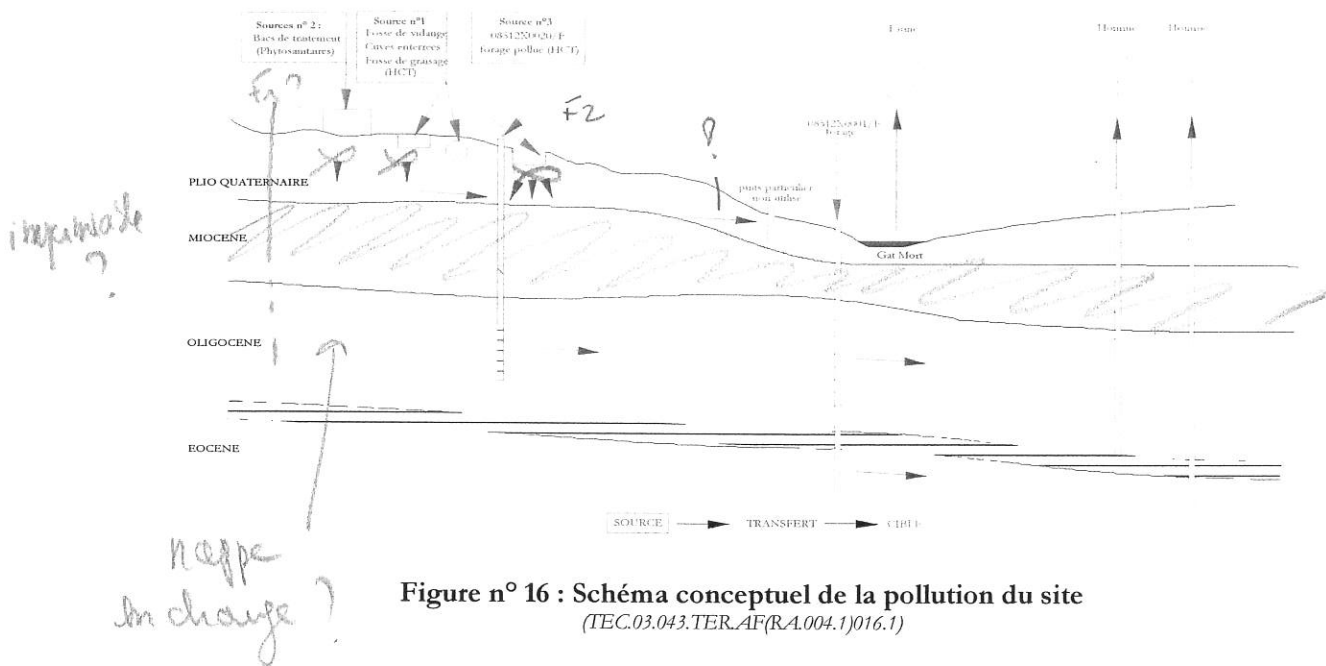 Sources n° 2 :
Bacs de traitement
(Phytosanitaires)
Source n°1
Fosse de vidange
Cuves enterrées
Fosse de graissage
(HCT)
Source n°3
forage pollué (HCT)
Homme
Homme
F2
?
forage
puits particulier
non utilisé
PLIO QUATERNAIRE
MIOCENE
?
Gat Mort
OLIGOCENE
EOCENE
SOURCE TRANSFERT CIBLE
nappe
en charge ?
Figure n° 16 : Schéma conceptuel de la pollution du site
(TEC.03.043.TER.AF(RA.004.1)016.1)